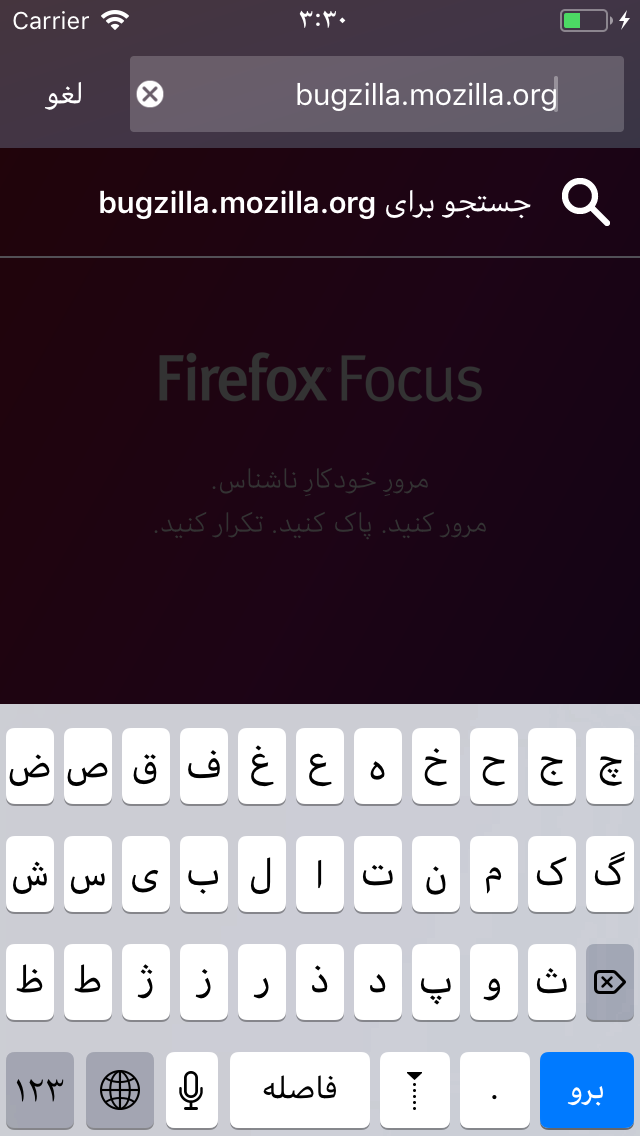 Carrier ۳:۳۰
لغو bugzilla.mozilla.org
جستجو برای bugzilla.mozilla.org
Firefox Focus
مرورِ خودکارِ ناشناس.
مرور کنید. پاک کنید. تکرار کنید.
ض ص ق ف غ ع ه خ ح ج چ
ش س ی ب ل ا ت ن م ک گ
ظ ط ژ ز ر ذ د پ و ث
۱۲۳ فاصله . برو